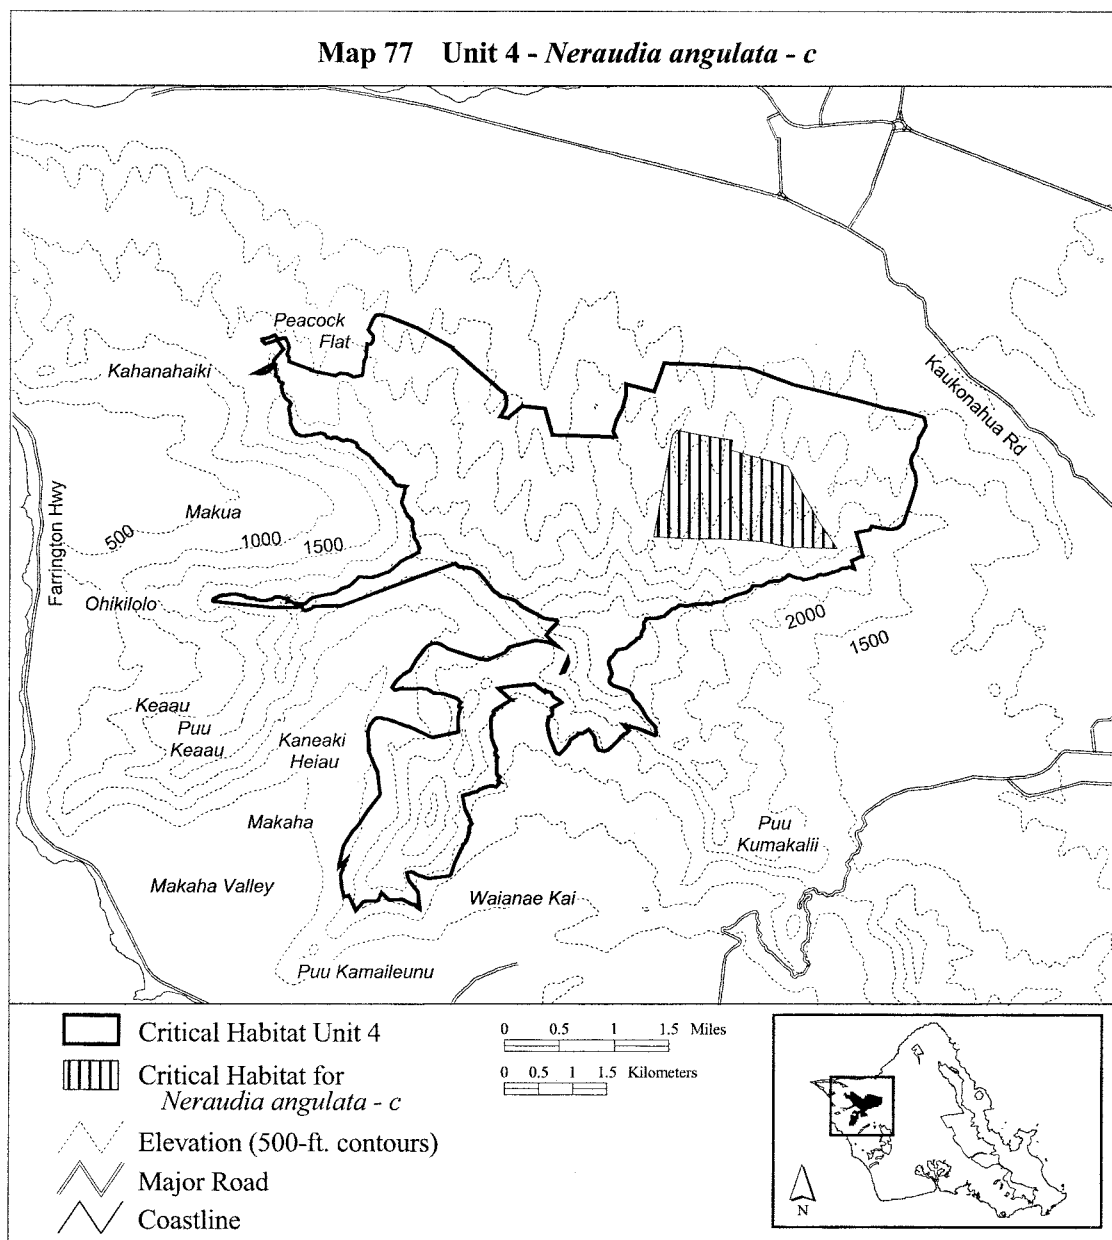 Map 77 Unit 4 - Neraudia angulata - c
Peacock
Flat
Kahanahaiki
Kaukonahua Rd
Farrington Hwy
Makua
500
1000
1500
Ohikilolo
2000
1500
Keaau
Puu
Keaau
Kaneaki
Heiau
Makaha
Puu
Kumakalii
Makaha Valley
Waianae Kai
Puu Kamaileunu
Critical Habitat Unit 4
Critical Habitat for
Neraudia angulata - c
Elevation (500-ft. contours)
Major Road
Coastline
0 0.5 1 1.5 Miles
0 0.5 1 1.5 Kilometers
N